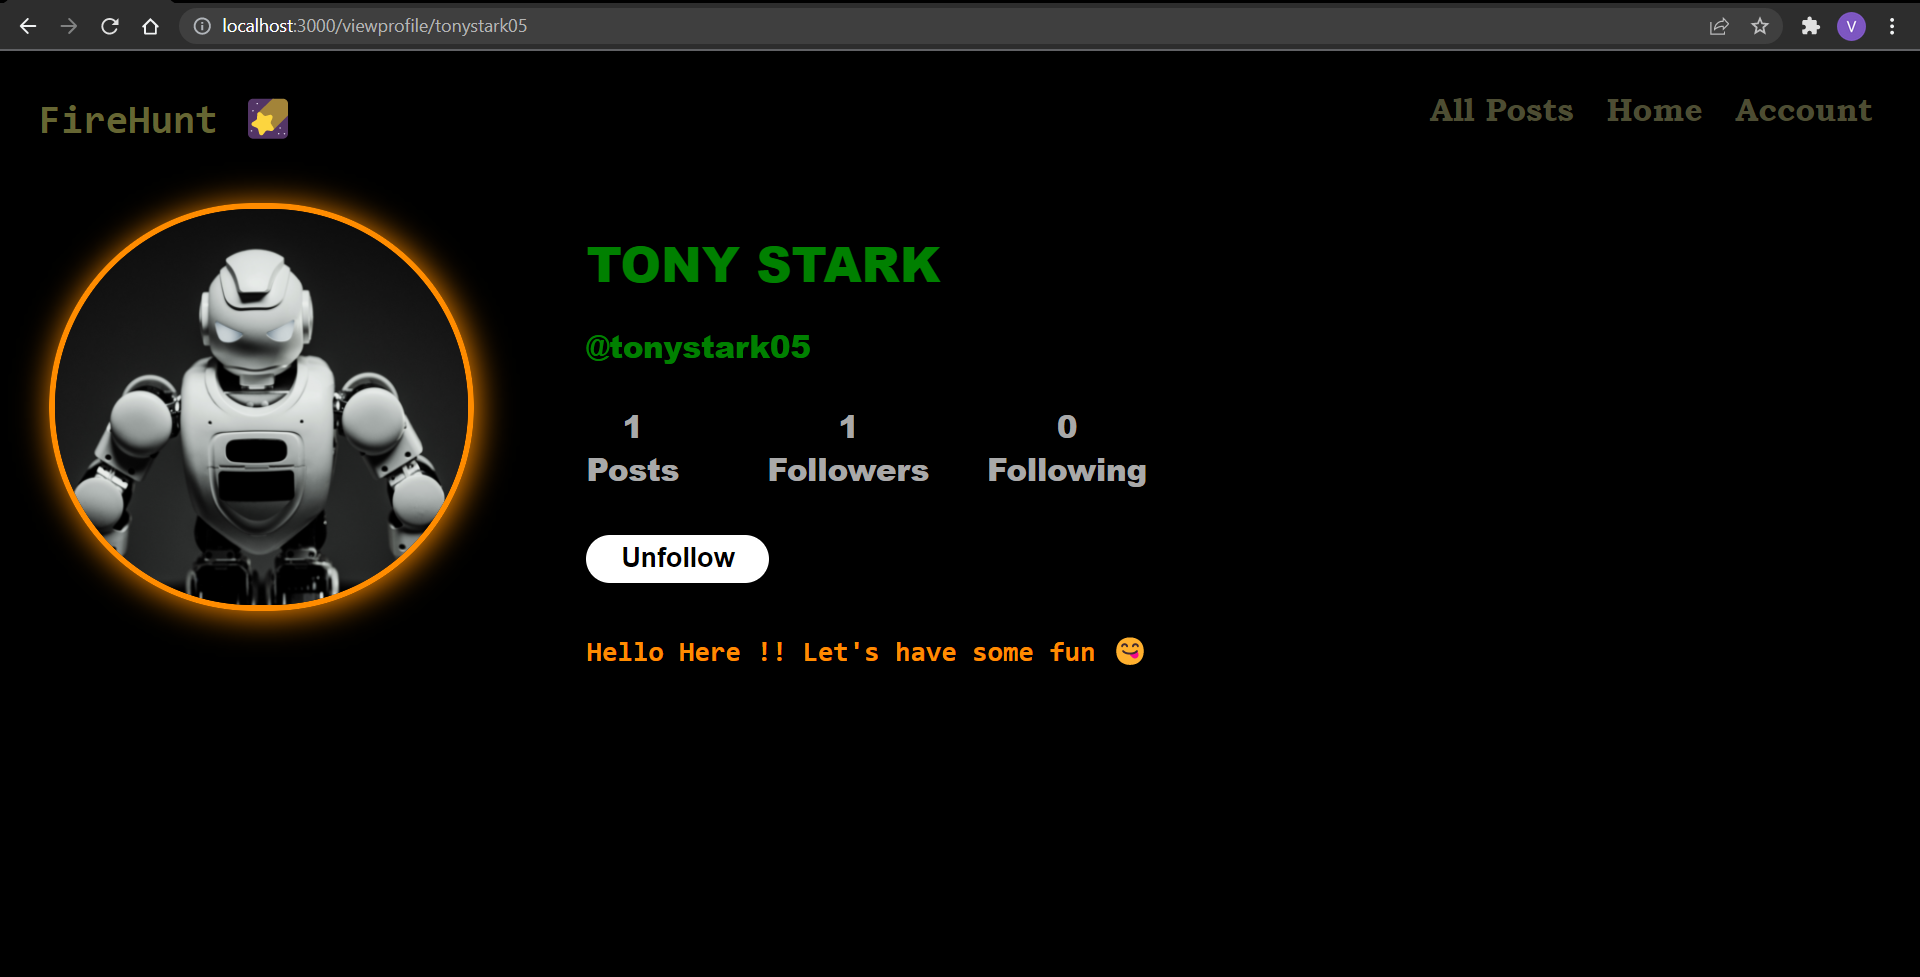 localhost:3000/viewprofile/tonystark05
V
FireHunt 🌠
All Posts Home Account
TONY STARK
@tonystark05
1 1 0
Posts Followers Following
Unfollow
Hello Here !! Let's have some fun 😋